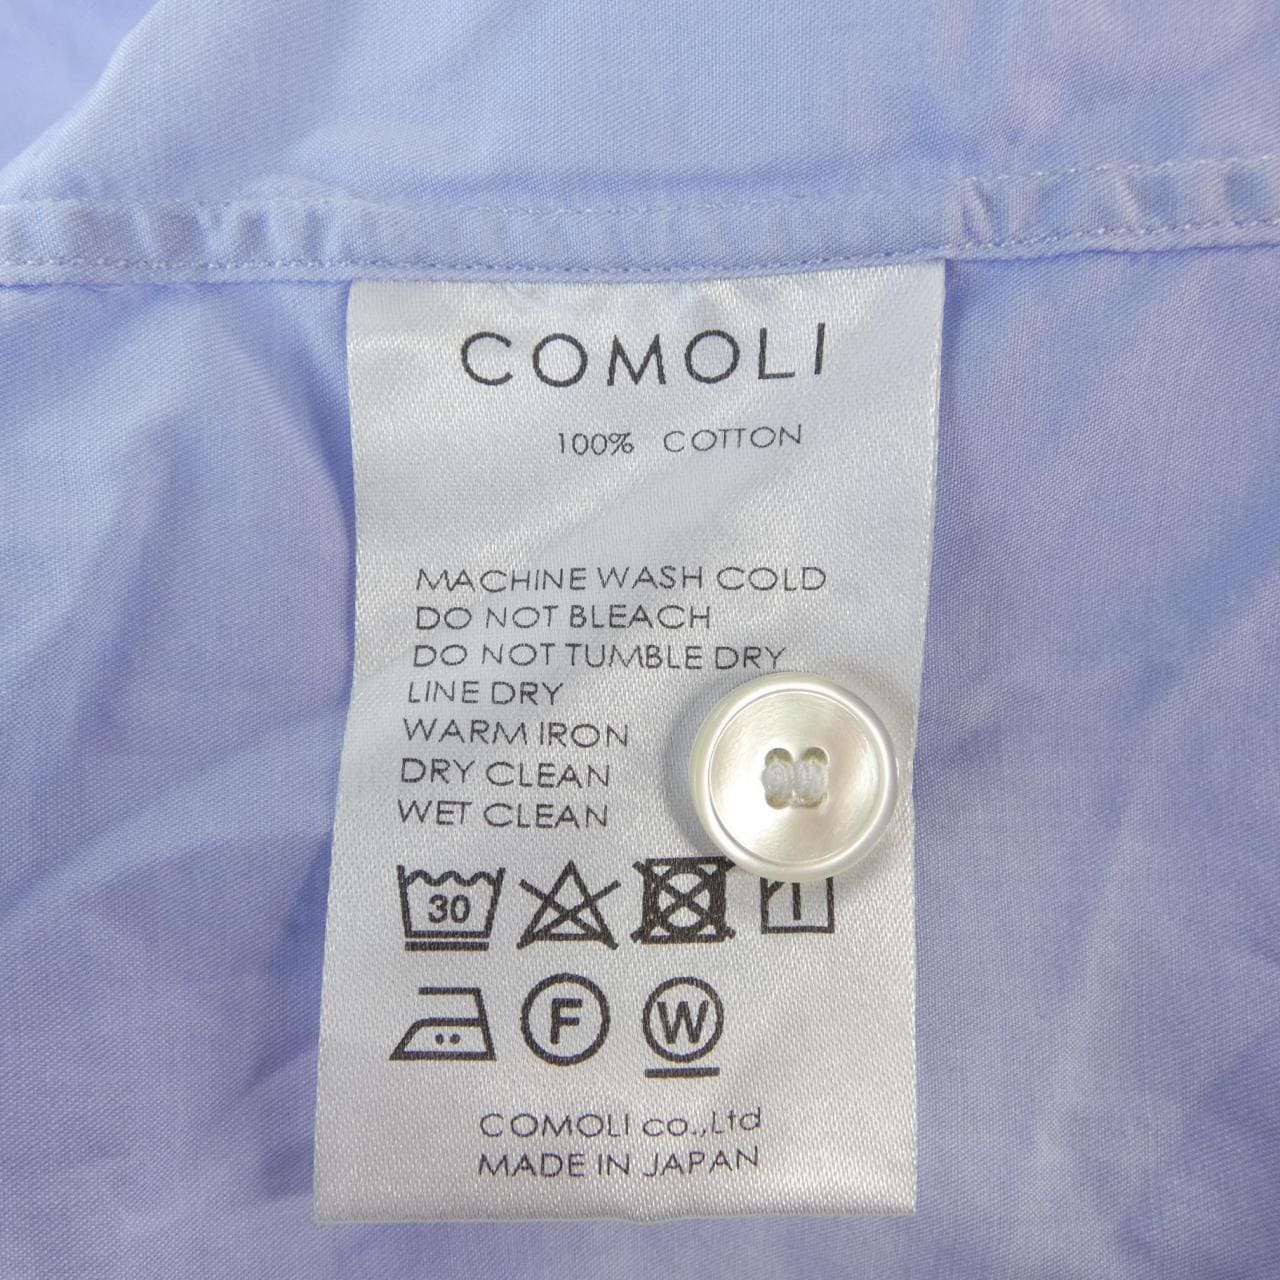 COMOLI
100% COTTON
MACHINE WASH COLD
DO NOT BLEACH
DO NOT TUMBLE DRY
LINE DRY
WARM IRON
DRY CLEAN
WET CLEAN
30
F W
COMOLI co.,Ltd
MADE IN JAPAN